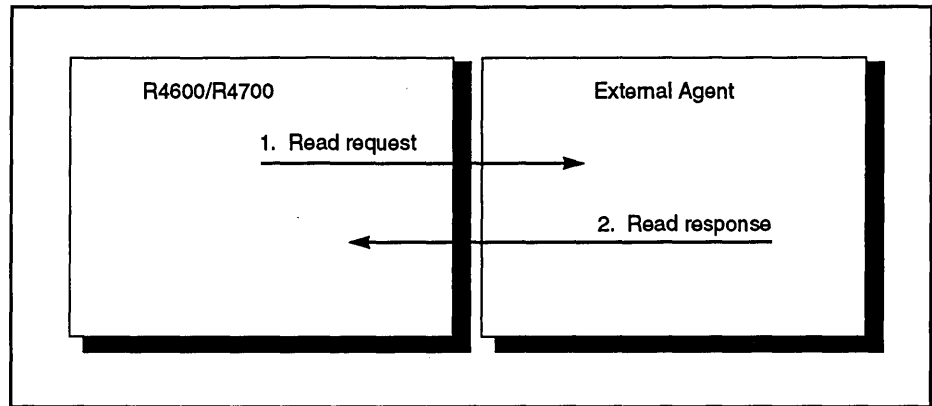 R4600/R4700
External Agent
1. Read request
2. Read response